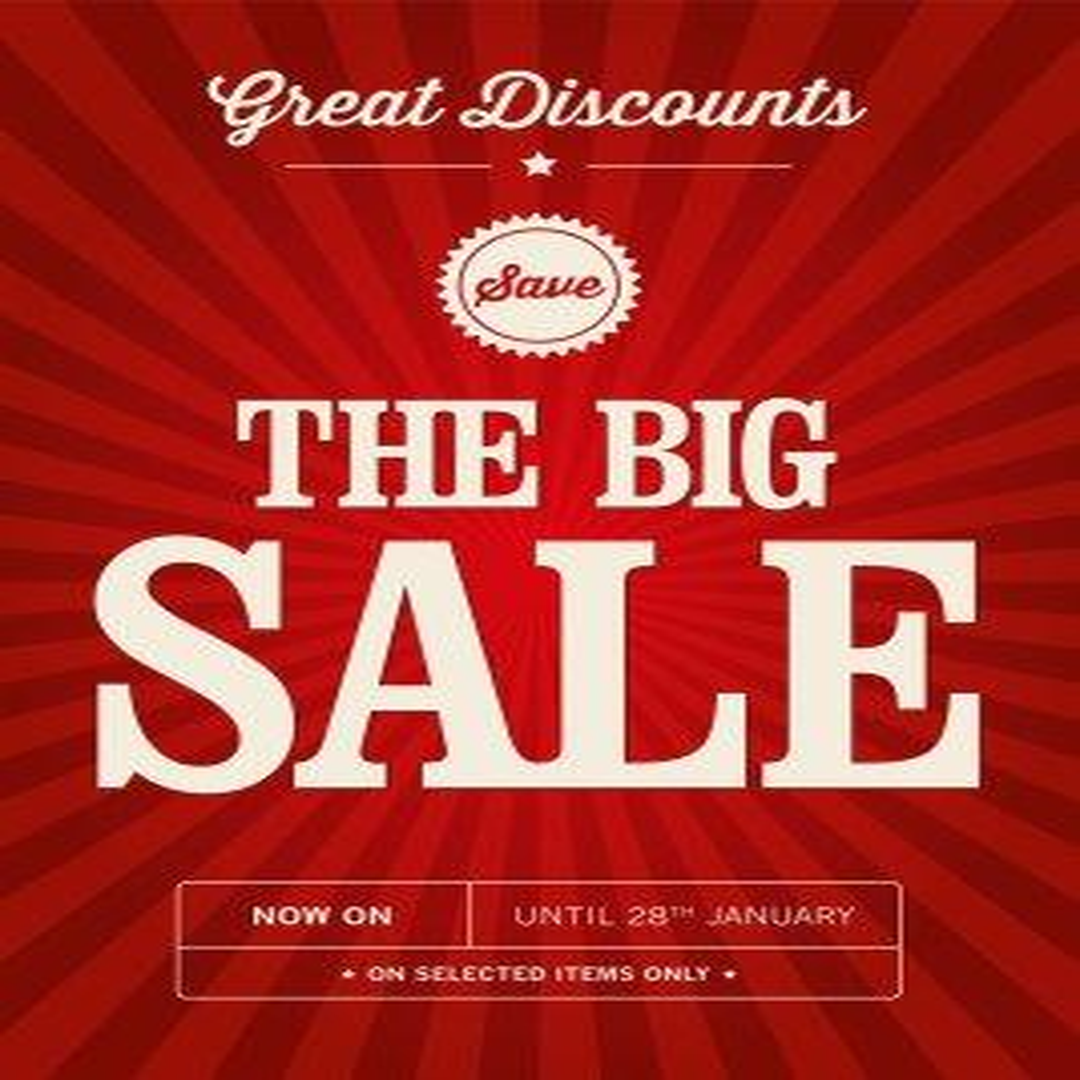 Great Discounts
Save
THE BIG
SALE
NOW ON
UNTIL 28TH JANUARY
• ON SELECTED ITEMS ONLY •